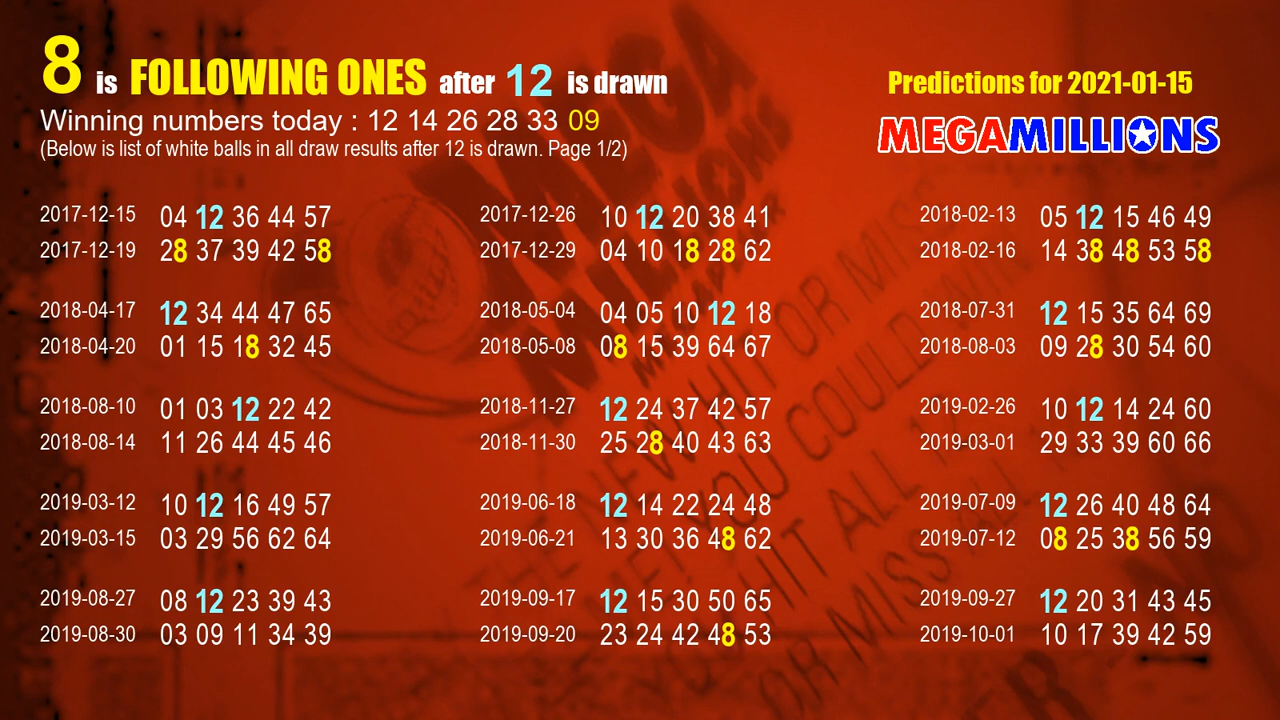 8 is FOLLOWING ONES after 12 is drawn
Predictions for 2021-01-15
Winning numbers today : 12 14 26 28 33 09
MEGAMILLIONS
(Below is list of white balls in all draw results after 12 is drawn. Page 1/2)
2017-12-15 04 12 36 44 57
2017-12-19 28 37 39 42 58
2017-12-26 10 12 20 38 41
2017-12-29 04 10 18 28 62
2018-02-13 05 12 15 46 49
2018-02-16 14 38 48 53 58
2018-04-17 12 34 44 47 65
2018-04-20 01 15 18 32 45
2018-05-04 04 05 10 12 18
2018-05-08 08 15 39 64 67
2018-07-31 12 15 35 64 69
2018-08-03 09 28 30 54 60
2018-08-10 01 03 12 22 42
2018-08-14 11 26 44 45 46
2018-11-27 12 24 37 42 57
2018-11-30 25 28 40 43 63
2019-02-26 10 12 14 24 60
2019-03-01 29 33 39 60 66
2019-03-12 10 12 16 49 57
2019-03-15 03 29 56 62 64
2019-06-18 12 14 22 24 48
2019-06-21 13 30 36 48 62
2019-07-09 12 26 40 48 64
2019-07-12 08 25 38 56 59
2019-08-27 08 12 23 39 43
2019-08-30 03 09 11 34 39
2019-09-17 12 15 30 50 65
2019-09-20 23 24 42 48 53
2019-09-27 12 20 31 43 45
2019-10-01 10 17 39 42 59